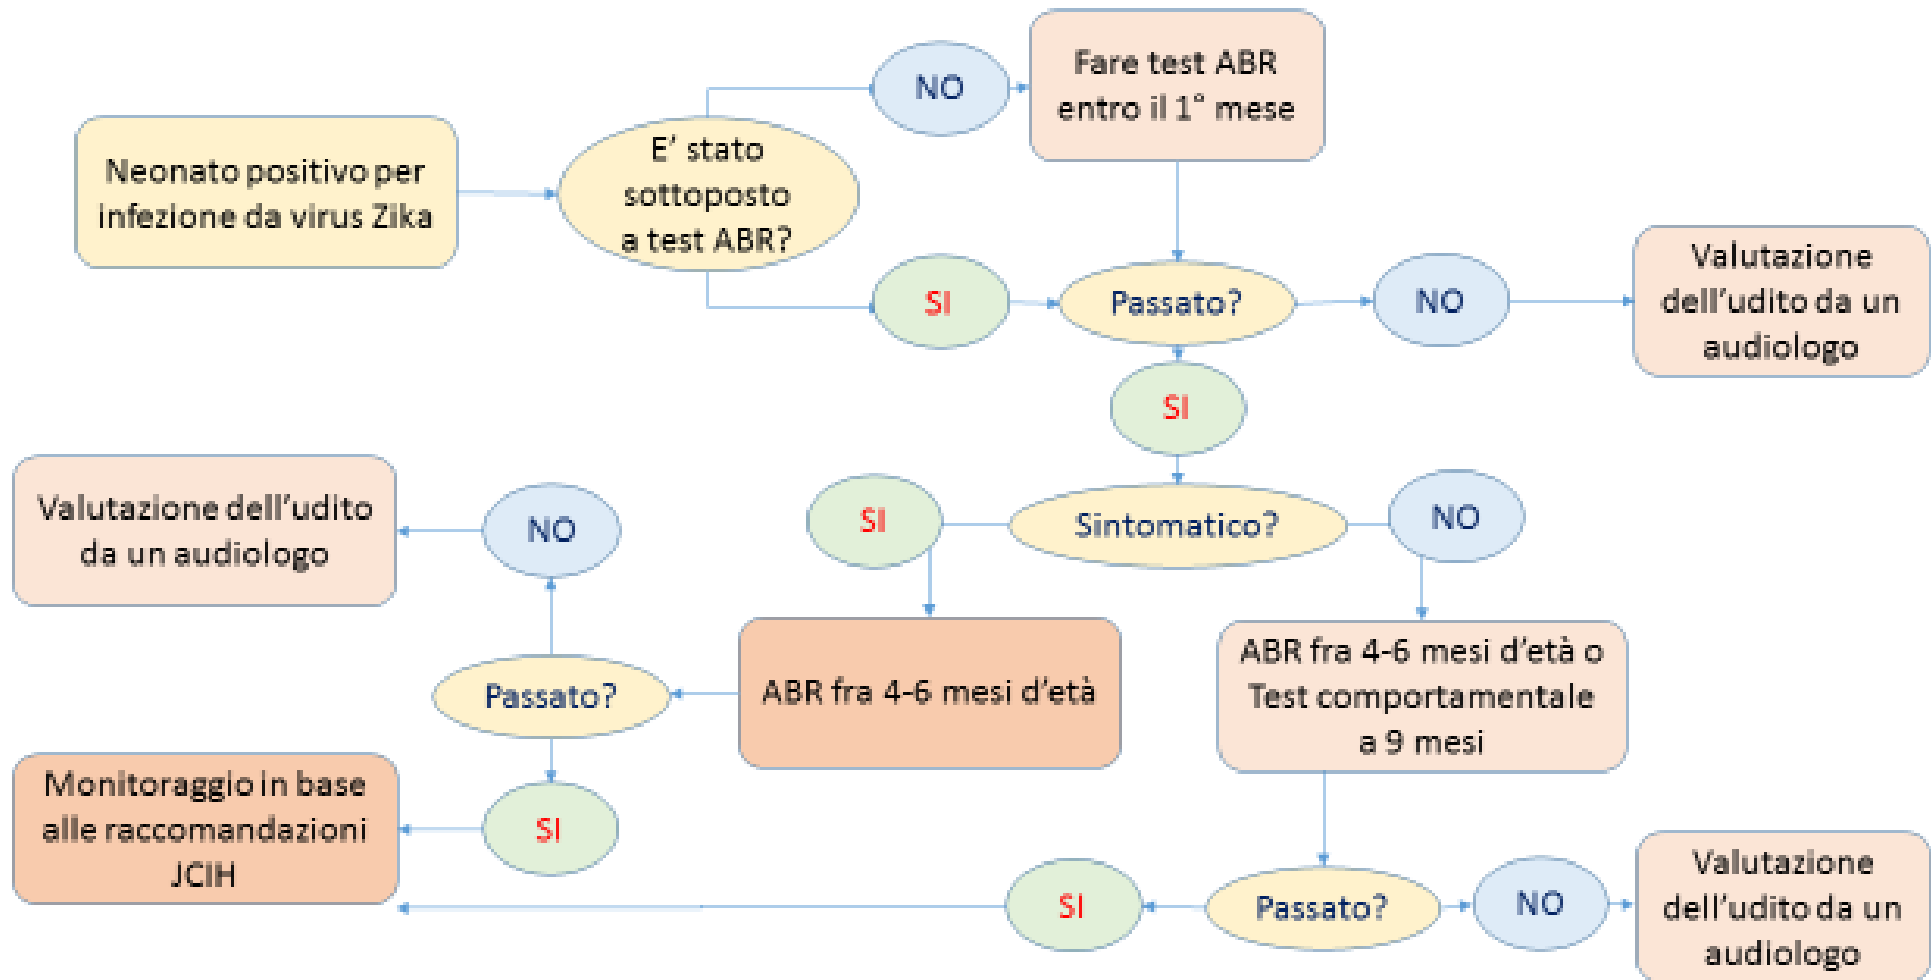 NO
Fare test ABR
entro il 1° mese
Neonato positivo per
infezione da virus Zika
E' stato
sottoposto
a test ABR?
SI
Passato?
NO
Valutazione
dell'udito da un
audiologo
SI
Valutazione dell'udito
da un audiologo
NO
SI
Sintomatico?
NO
Passato?
ABR fra 4-6 mesi d'età
ABR fra 4-6 mesi d'età o
Test comportamentale
a 9 mesi
Monitoraggio in base
alle raccomandazioni
JCIH
SI
SI
Passato?
NO
Valutazione
dell'udito da un
audiologo